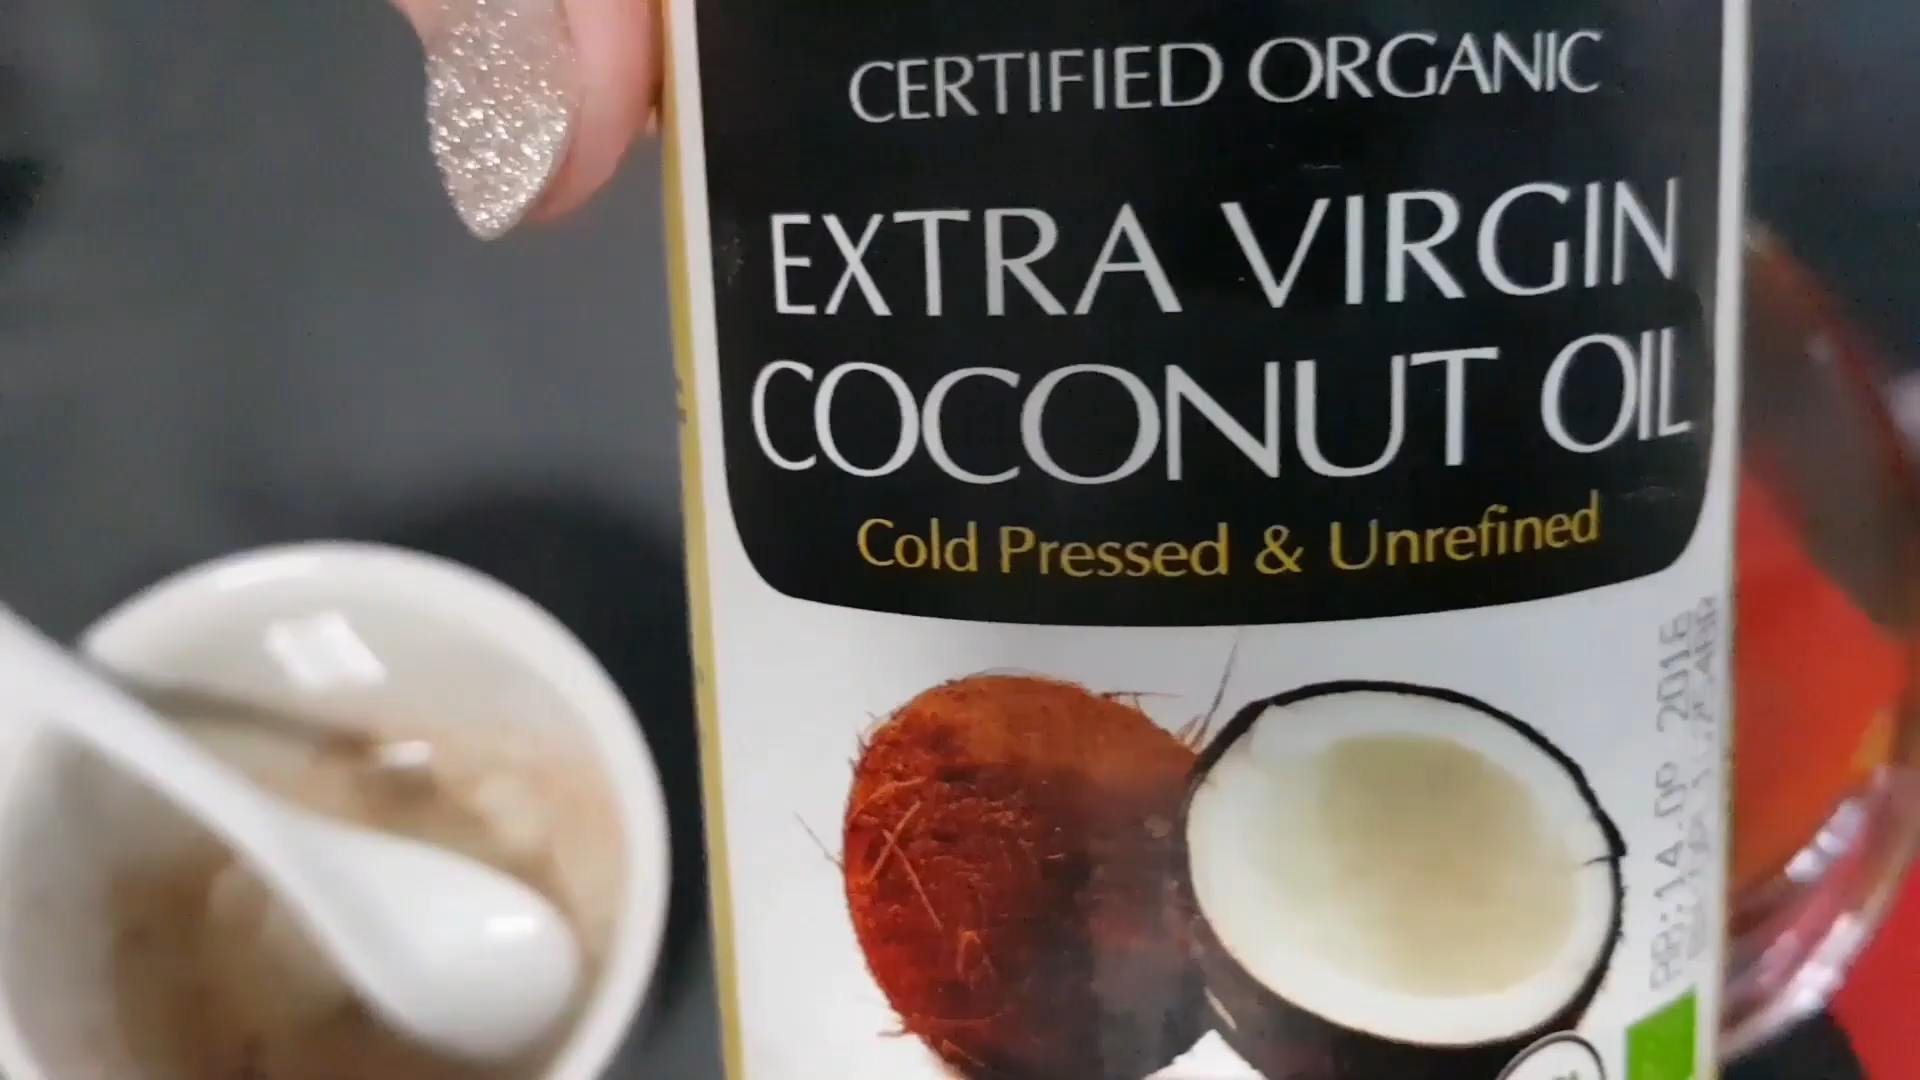 CERTIFIED ORGANIC
EXTRA VIRGIN
COCONUT OIL
Cold Pressed & Unrefined